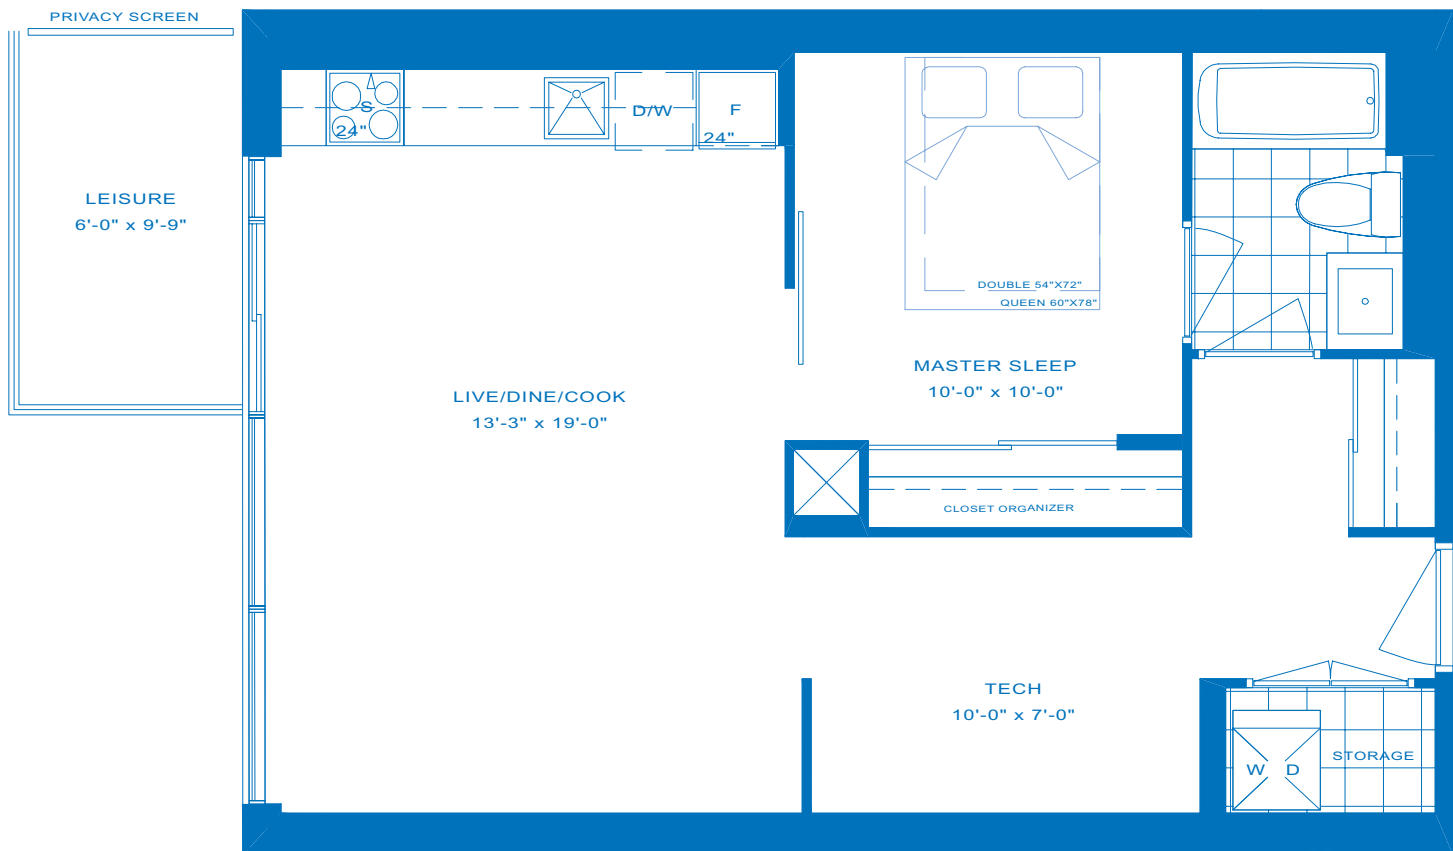 PRIVACY SCREEN
S
24"
D/W
F
24"
LEISURE
6'-0" x 9'-9"
DOUBLE 54"X72"
QUEEN 60"X78"
MASTER SLEEP
10'-0" x 10'-0"
LIVE/DINE/COOK
13'-3" x 19'-0"
CLOSET ORGANIZER
TECH
10'-0" x 7'-0"
STORAGE
W D